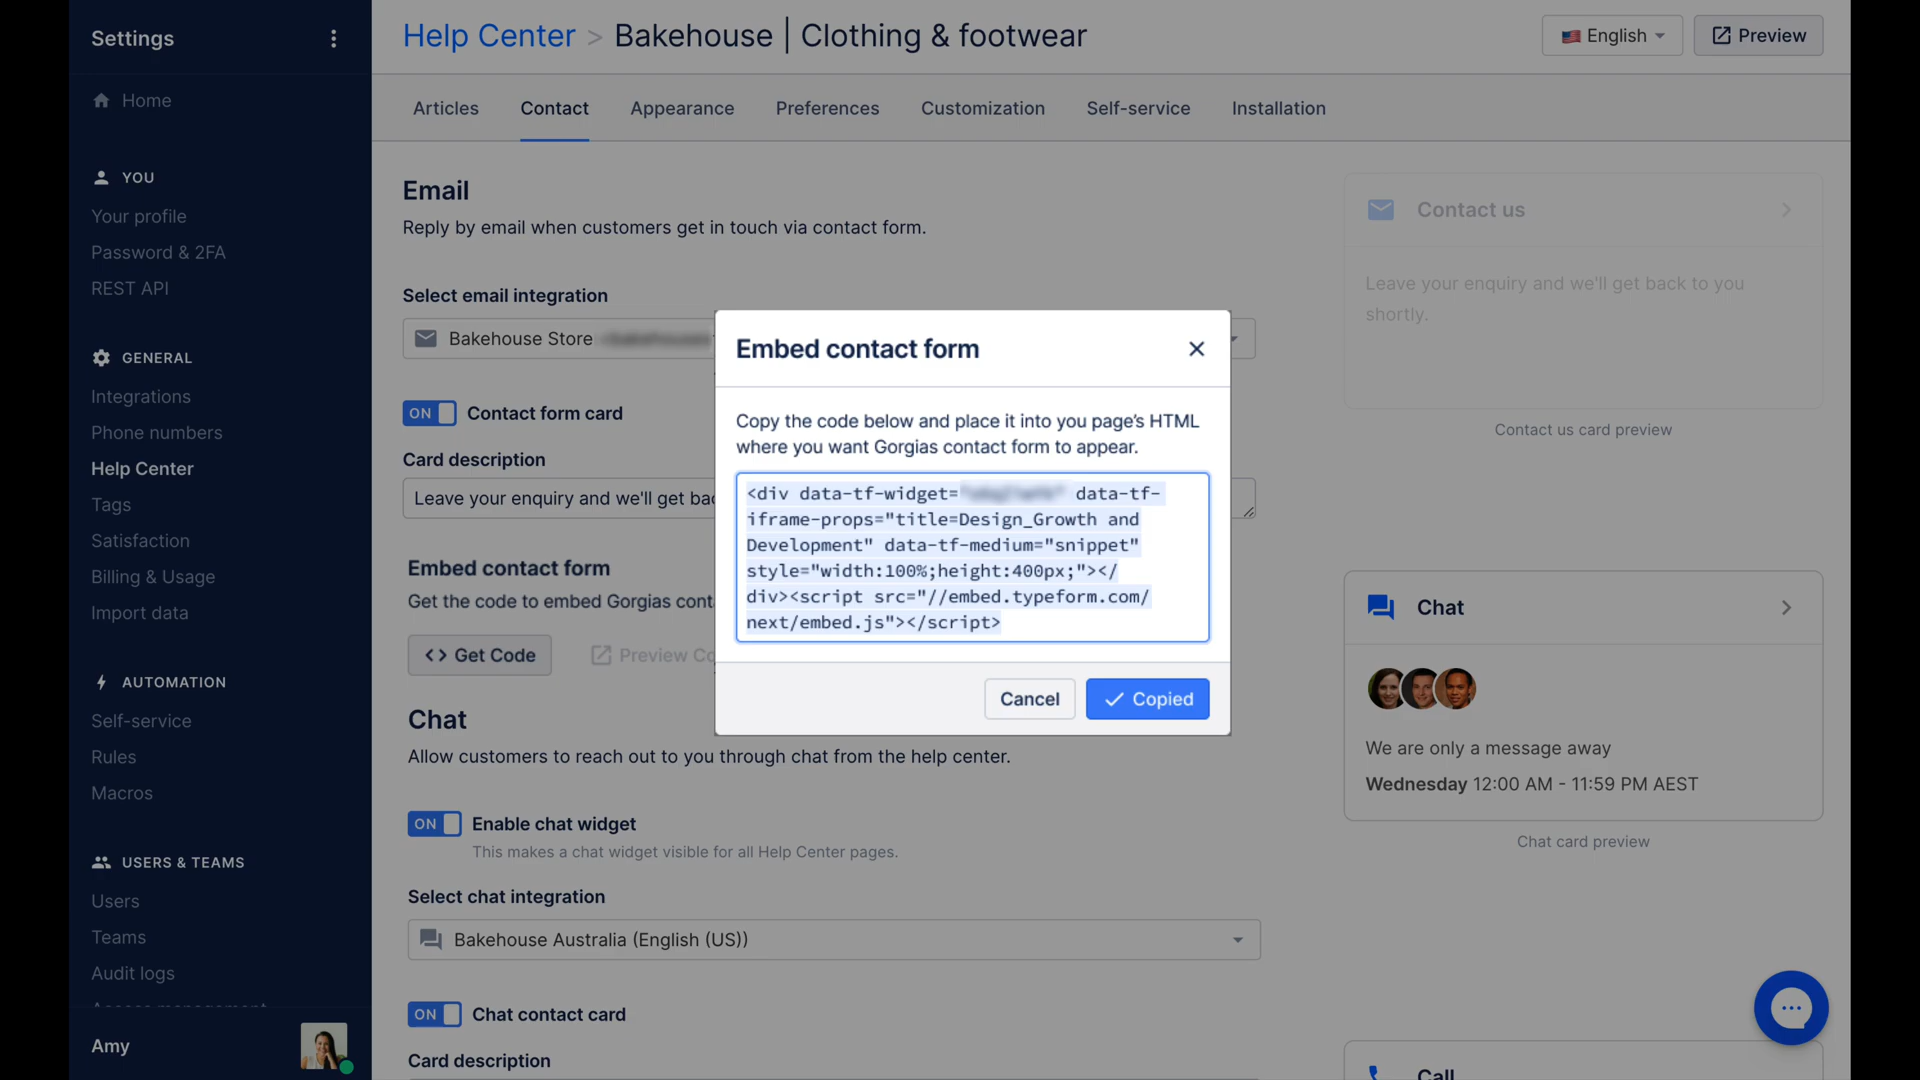 Settings
Home
YOU
Your profile
Password & 2FA
REST API
GENERAL
Integrations
Phone numbers
Help Center
Tags
Satisfaction
Billing & Usage
Import data
AUTOMATION
Self-service
Rules
Macros
USERS & TEAMS
Users
Teams
Audit logs
Amy
Help Center > Bakehouse | Clothing & footwear
English
Preview
Articles
Contact
Appearance
Preferences
Customization
Self-service
Installation
Email
Reply by email when customers get in touch via contact form.
Select email integration
Bakehouse Store
ON
Contact form card
Card description
Leave your enquiry and we'll get bac
Embed contact form
Get the code to embed Gorgias cont
<> Get Code
Preview Co
Chat
Allow customers to reach out to you through chat from the help center.
ON
Enable chat widget
This makes a chat widget visible for all Help Center pages.
Select chat integration
Bakehouse Australia (English (US))
ON
Chat contact card
Card description
Embed contact form
Copy the code below and place it into you page's HTML
where you want Gorgias contact form to appear.
<div data-tf-widget=" " data-tf-
iframe-props="title=Design_Growth and
Development" data-tf-medium="snippet"
style="width:100%;height:400px;"></
div><script src="//embed.typeform.com/
next/embed.js"></script>
Cancel
Copied
Contact us
Leave your enquiry and we'll get back to you
shortly.
Contact us card preview
Chat
We are only a message away
Wednesday 12:00 AM - 11:59 PM AEST
Chat card preview
Call